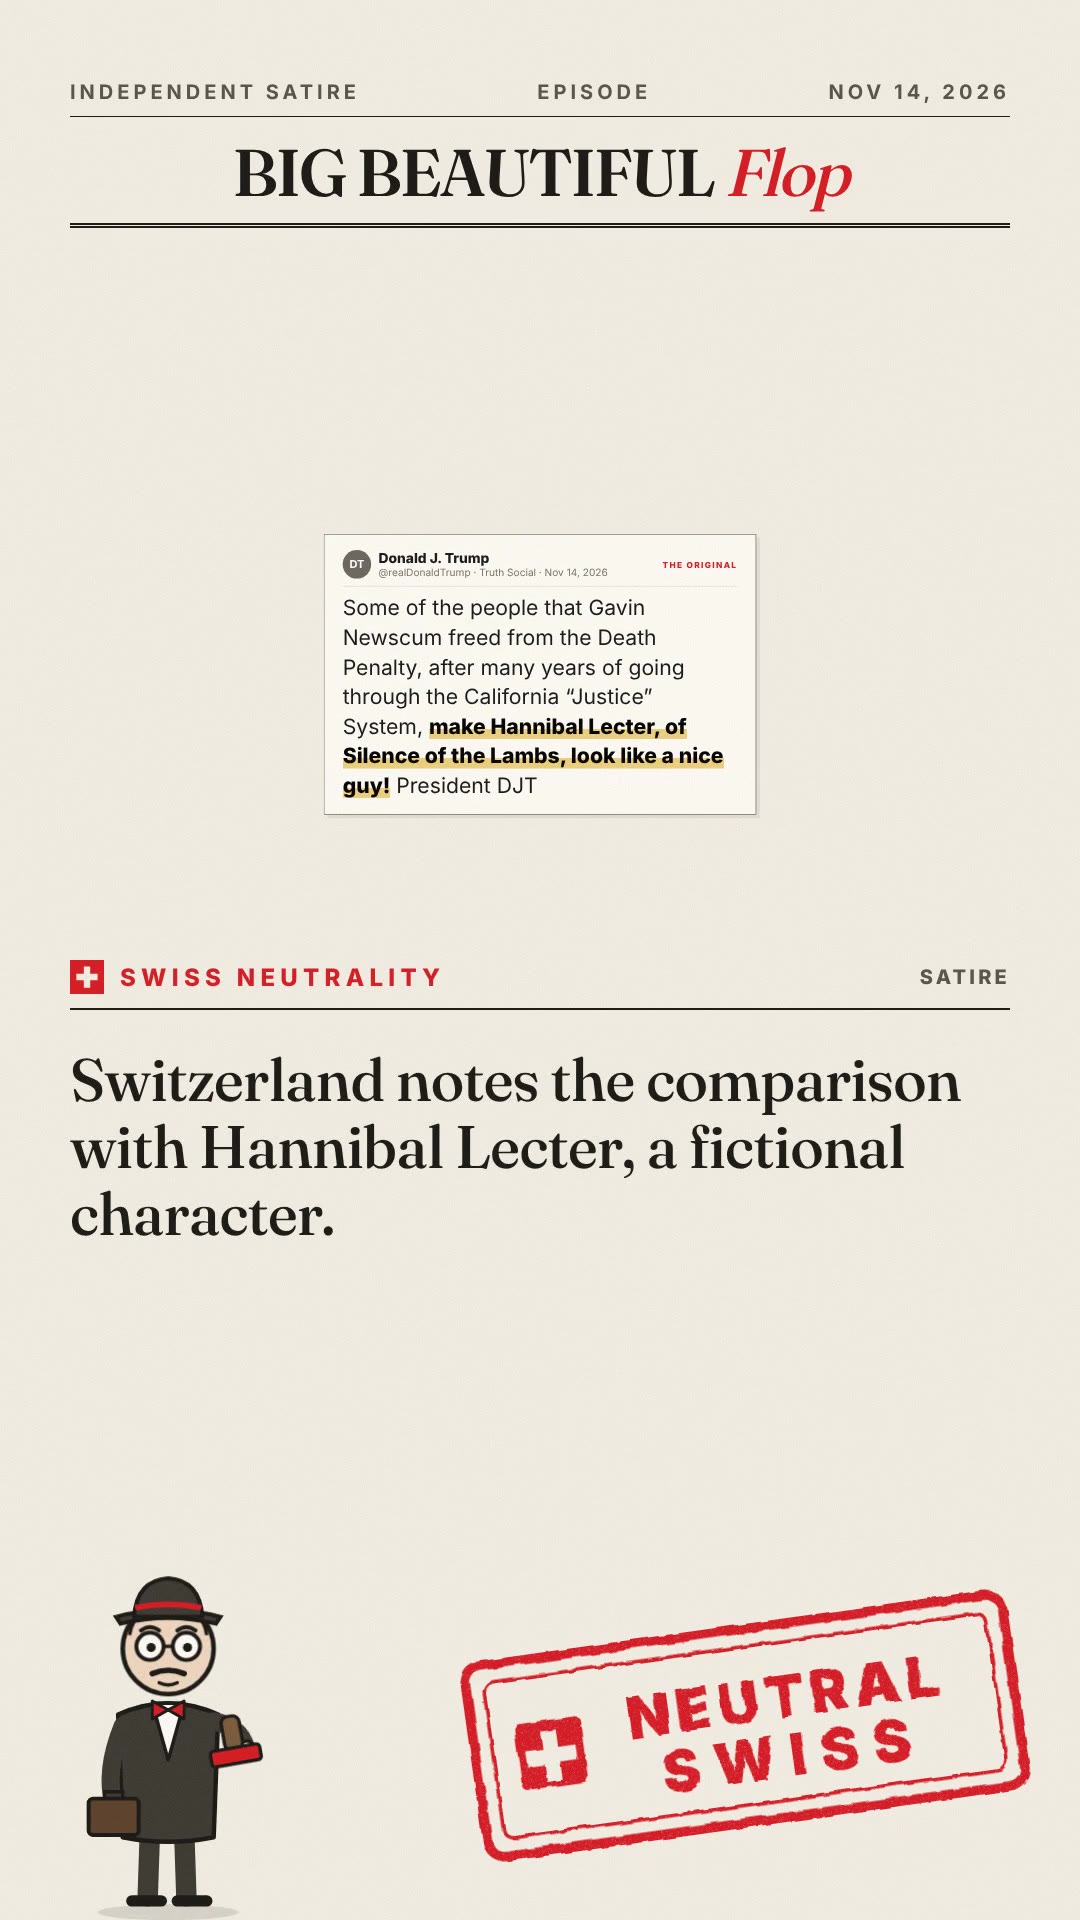 INDEPENDENT SATIRE EPISODE NOV 14, 2026
BIG BEAUTIFUL Flop
DT
Donald J. Trump
@realDonaldTrump · Truth Social · Nov 14, 2026
THE ORIGINAL
Some of the people that Gavin
Newscum freed from the Death
Penalty, after many years of going
through the California “Justice”
System, make Hannibal Lecter, of
Silence of the Lambs, look like a nice
guy! President DJT
SWISS NEUTRALITY SATIRE
Switzerland notes the comparison
with Hannibal Lecter, a fictional
character.
NEUTRAL
SWISS